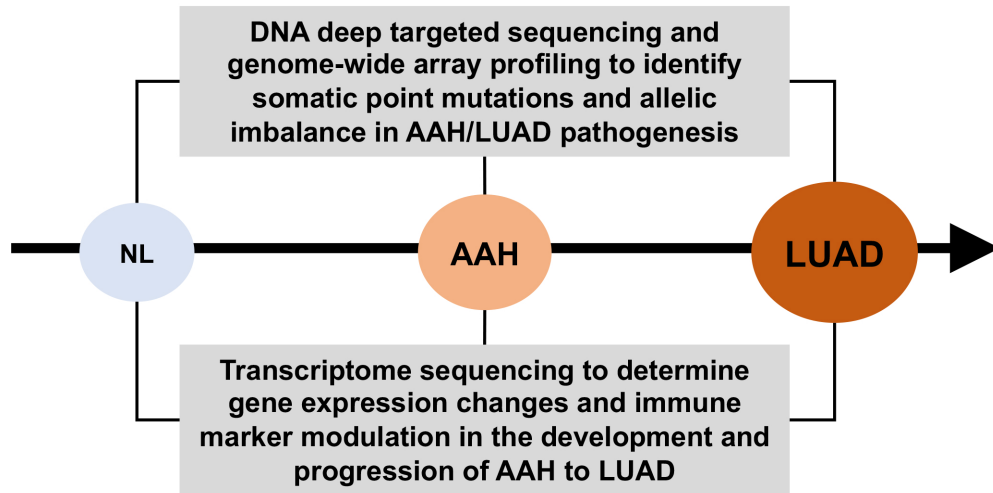 DNA deep targeted sequencing and
genome-wide array profiling to identify
somatic point mutations and allelic
imbalance in AAH/LUAD pathogenesis
NL
AAH
LUAD
Transcriptome sequencing to determine
gene expression changes and immune
marker modulation in the development and
progression of AAH to LUAD